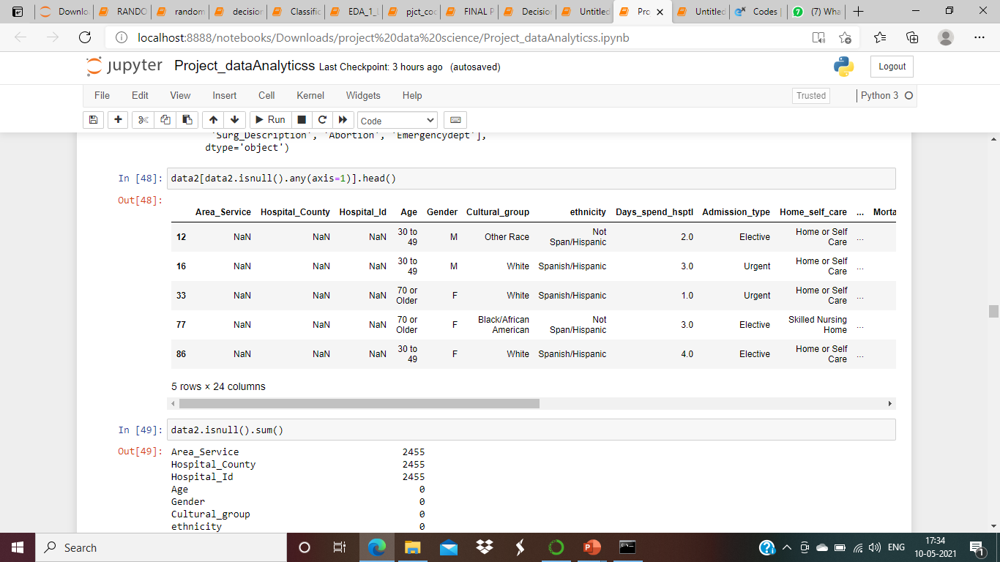 Downlo
RANDO
random
decision
Classific
EDA_1_I
pjct_cod
FINAL P
Decision
Untitled
Pro
Untitled
Codes |
(7) Wha
localhost:8888/notebooks/Downloads/project%20data%20science/Project_dataAnalyticss.ipynb
jupyter Project_dataAnalyticss Last Checkpoint: 3 hours ago (autosaved)
Logout
File Edit View Insert Cell Kernel Widgets Help
Trusted
Python 3
Run
Code
'Surg_Description', 'Abortion', 'Emergencydept'],
dtype='object')
In [48]: data2[data2.isnull().any(axis=1)].head()
Out[48]:
Area_Service Hospital_County Hospital_Id Age Gender Cultural_group ethnicity Days_spend_hsptl Admission_type Home_self_care ... Morta
12 NaN NaN NaN 30 to 49 M Other Race Not Span/Hispanic 2.0 Elective Home or Self Care ...
16 NaN NaN NaN 30 to 49 M White Spanish/Hispanic 3.0 Urgent Home or Self Care ...
33 NaN NaN NaN 70 or Older F White Spanish/Hispanic 1.0 Urgent Home or Self Care ...
77 NaN NaN NaN 70 or Older F Black/African American Not Span/Hispanic 3.0 Elective Skilled Nursing Home ...
86 NaN NaN NaN 30 to 49 F White Spanish/Hispanic 4.0 Elective Home or Self Care ...
5 rows × 24 columns
In [49]: data2.isnull().sum()
Out[49]: Area_Service 2455
Hospital_County 2455
Hospital_Id 2455
Age 0
Gender 0
Cultural_group 0
ethnicity 0
Search
ENG
17:34
10-05-2021
1